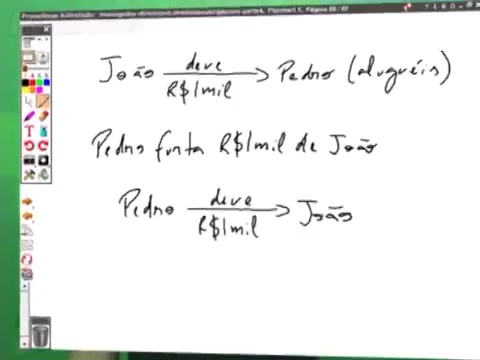 João deve R$1mil → Pedro (aluguéis)
Pedro furta R$1mil de João
Pedro deve R$1mil → João